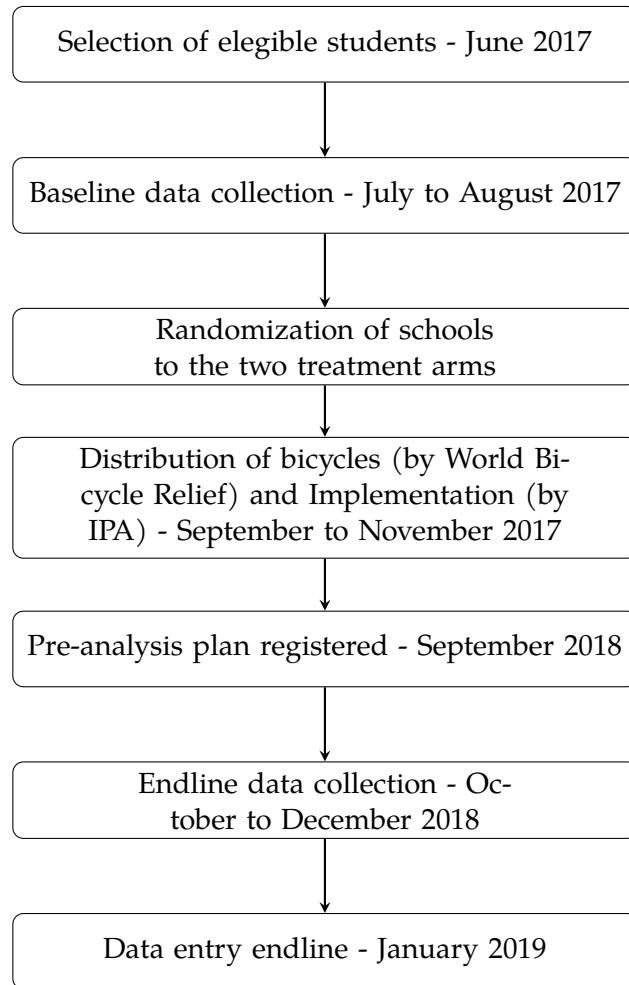 Selection of elegible students - June 2017
Baseline data collection - July to August 2017
Randomization of schools
to the two treatment arms
Distribution of bicycles (by World Bi-
cycle Relief) and Implementation (by
IPA) - September to November 2017
Pre-analysis plan registered - September 2018
Endline data collection - Oc-
tober to December 2018
Data entry endline - January 2019